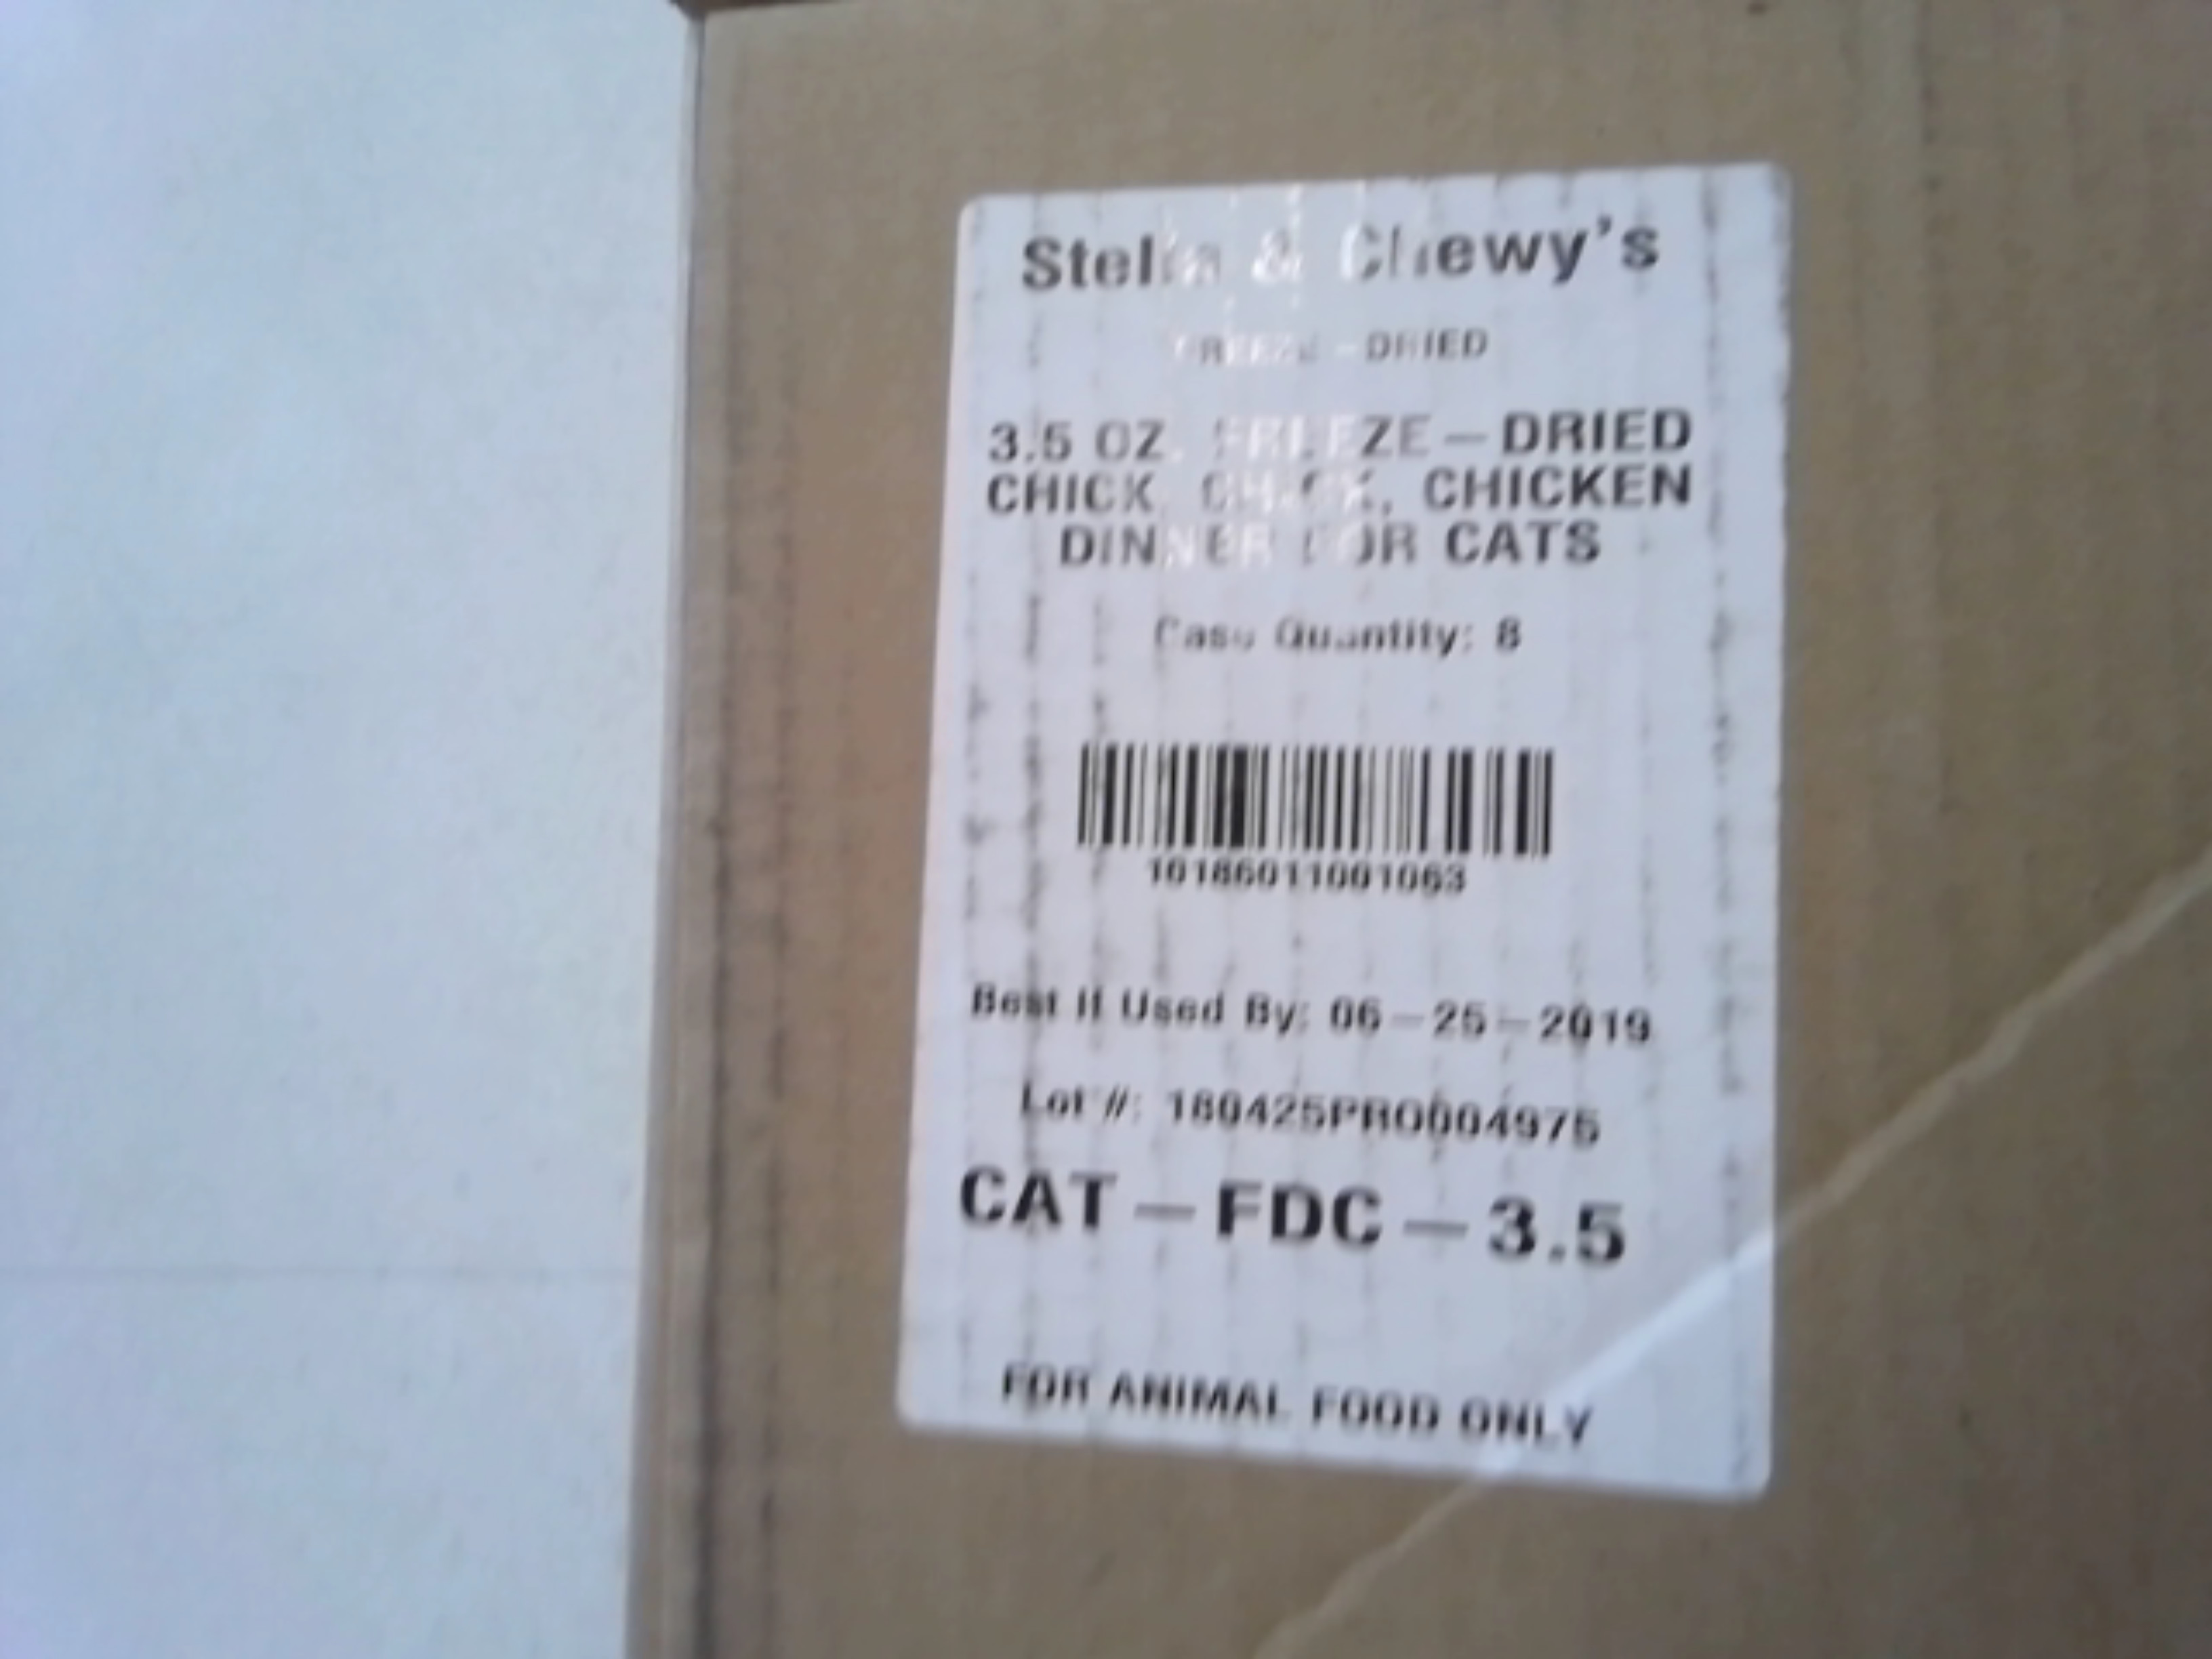 Stella & Chewy's
FREEZE-DRIED
3.5 OZ. FREEZE-DRIED
CHICK, CHICK, CHICKEN
DINNER FOR CATS
Case Quantity: 8
10186011001063
Best If Used By: 06-25-2019
Lot #: 180425PRO004975
CAT-FDC-3.5
FOR ANIMAL FOOD ONLY